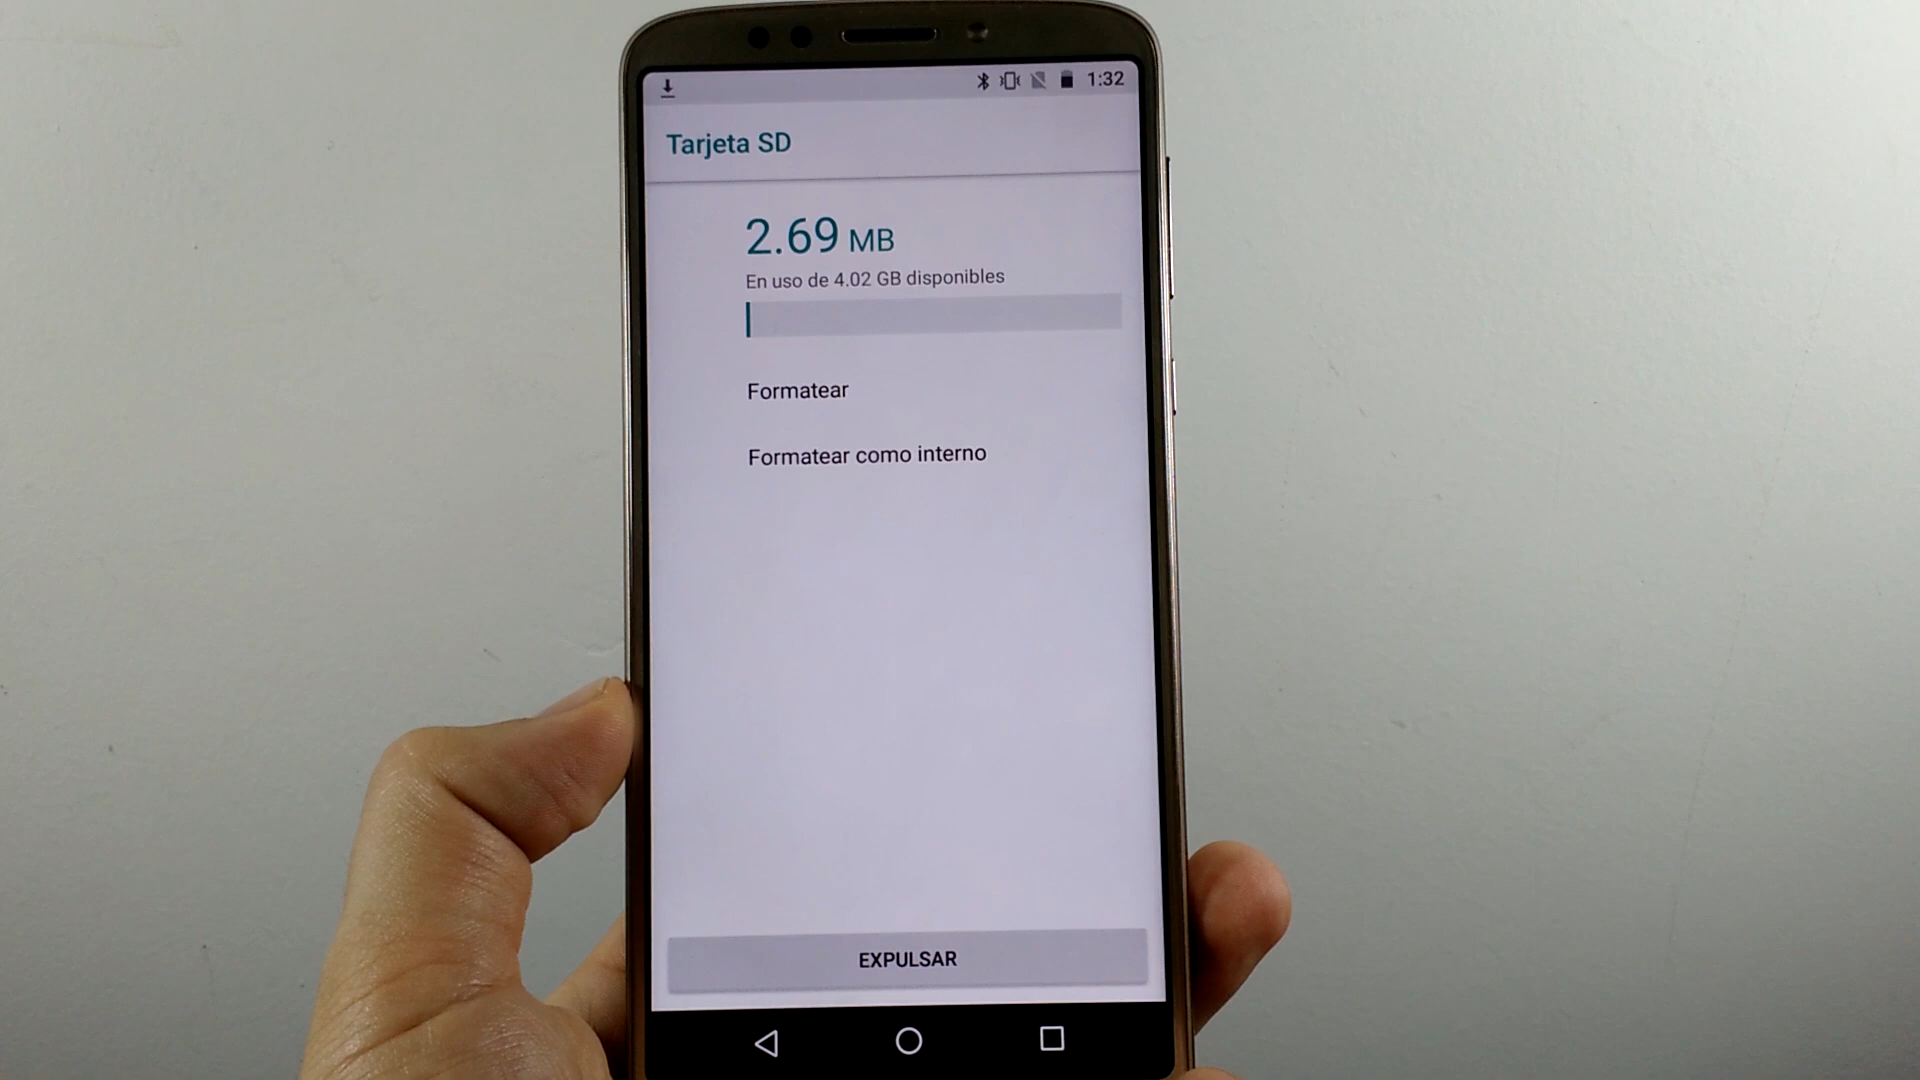 1:32
Tarjeta SD
2.69 MB
En uso de 4.02 GB disponibles
Formatear
Formatear como interno
EXPULSAR